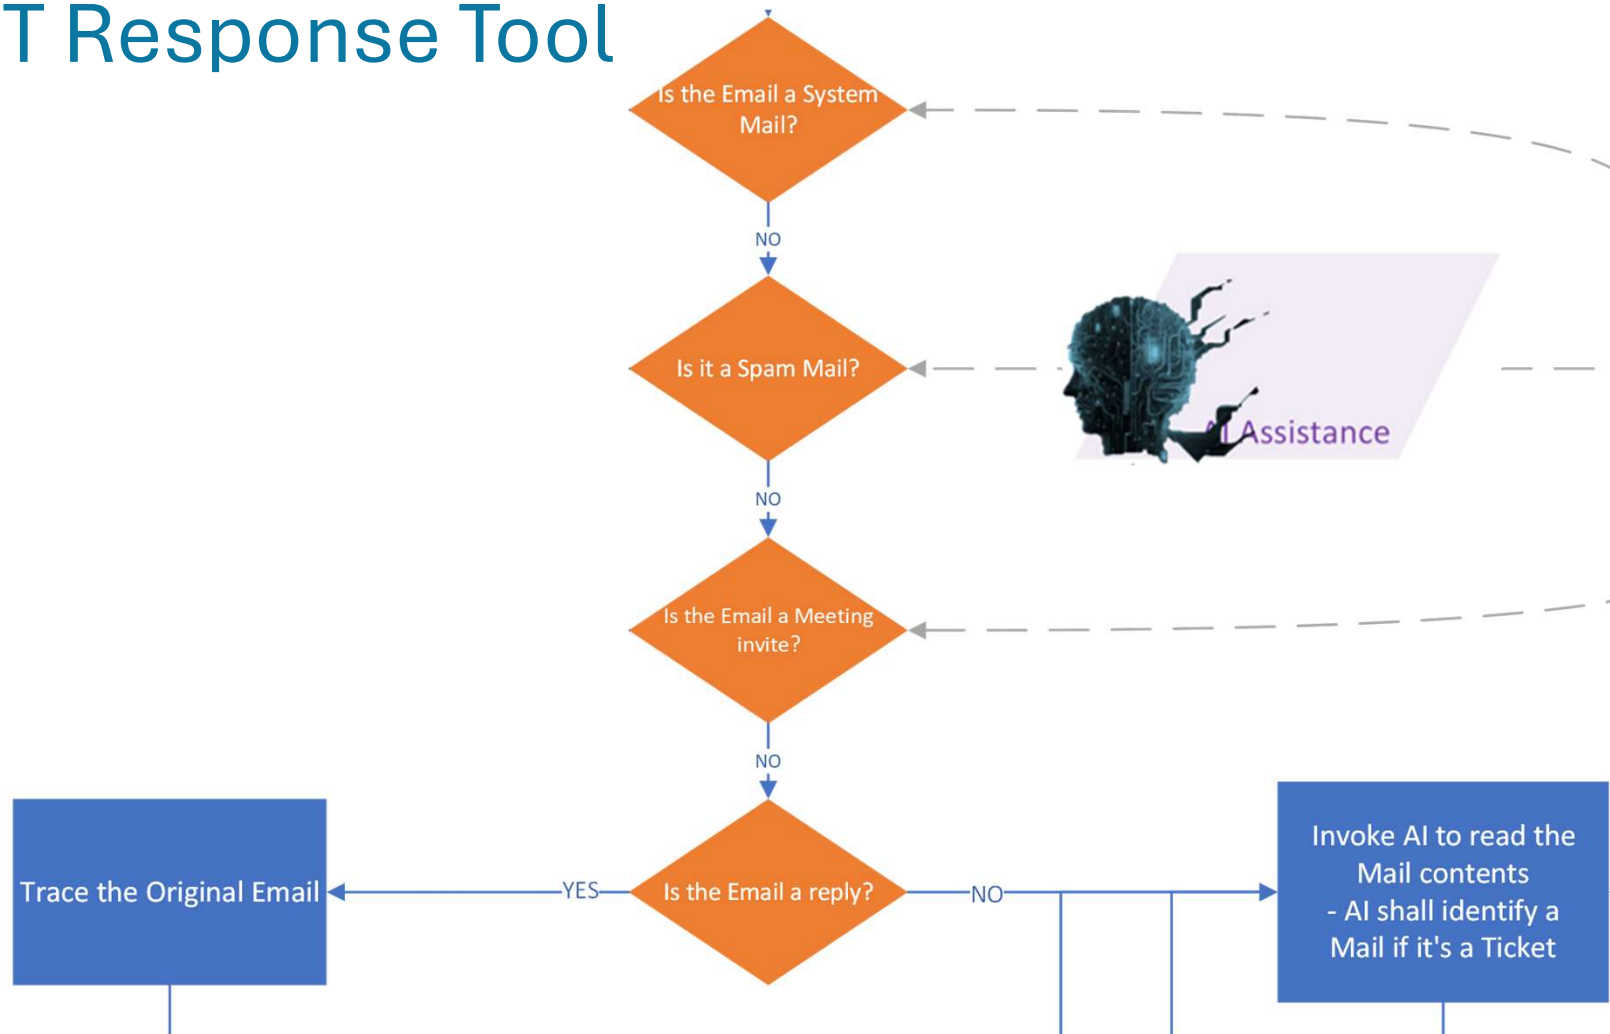 T Response Tool
Is the Email a System
Mail?
NO
Is it a Spam Mail?
AI Assistance
NO
Is the Email a Meeting
invite?
NO
Trace the Original Email
YES
Is the Email a reply?
NO
Invoke AI to read the
Mail contents
- AI shall identify a
Mail if it's a Ticket